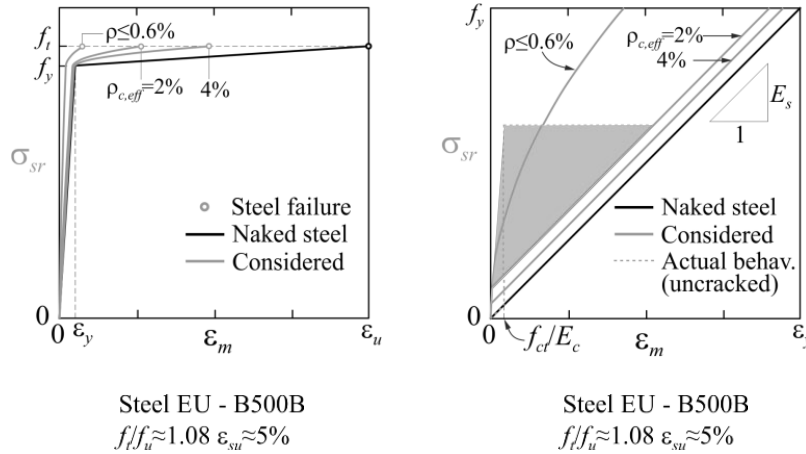 f_t
f_y
σ_sr
0
ρ≤0.6%
ρ_c,eff=2%
4%
Steel failure
Naked steel
Considered
0
ε_y
ε_m
ε_u
Steel EU - B500B
f_t/f_u≈1.08 ε_su≈5%
f_y
σ_sr
0
ρ≤0.6%
ρ_c,eff=2%
4%
E_s
1
Naked steel
Considered
Actual behav.
(uncracked)
0
f_ct/E_c
ε_m
Steel EU - B500B
f_t/f_u≈1.08 ε_su≈5%